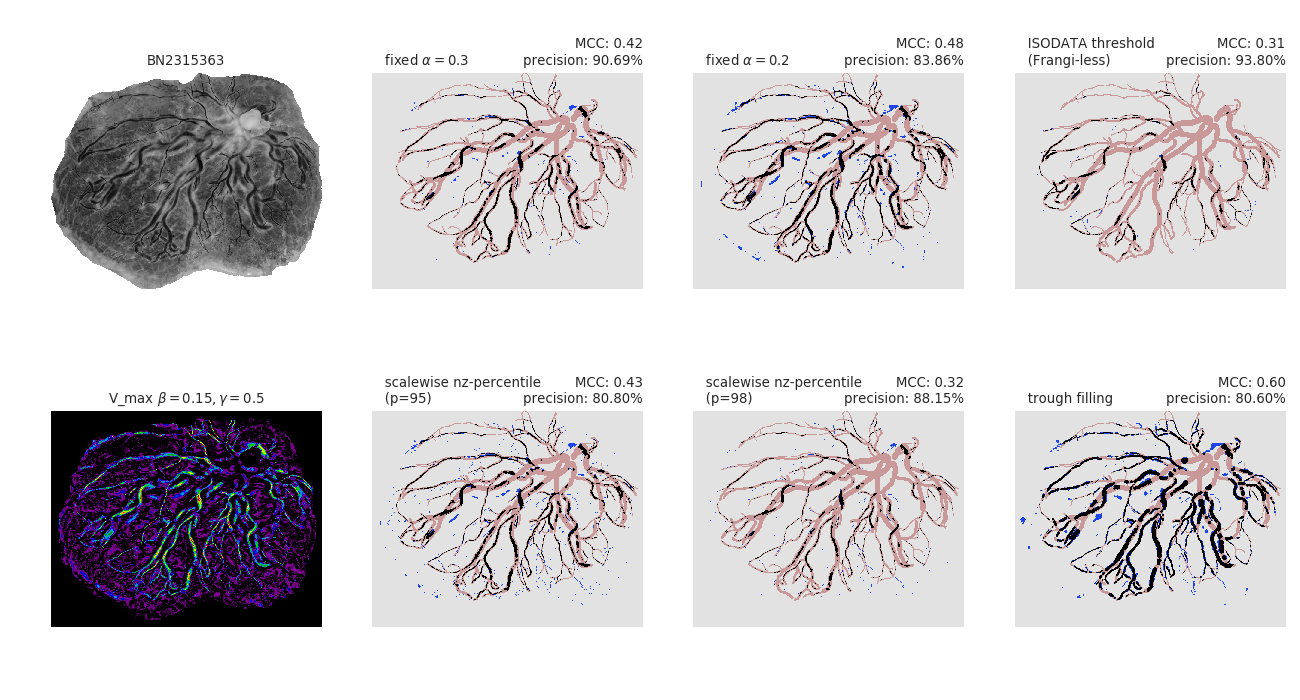 BN2315363
MCC: 0.42
fixed α = 0.3 precision: 90.69%
MCC: 0.48
fixed α = 0.2 precision: 83.86%
ISODATA threshold MCC: 0.31
(Frangi-less) precision: 93.80%
V_max β = 0.15, γ = 0.5
scalewise nz-percentile MCC: 0.43
(p=95) precision: 80.80%
scalewise nz-percentile MCC: 0.32
(p=98) precision: 88.15%
MCC: 0.60
trough filling precision: 80.60%